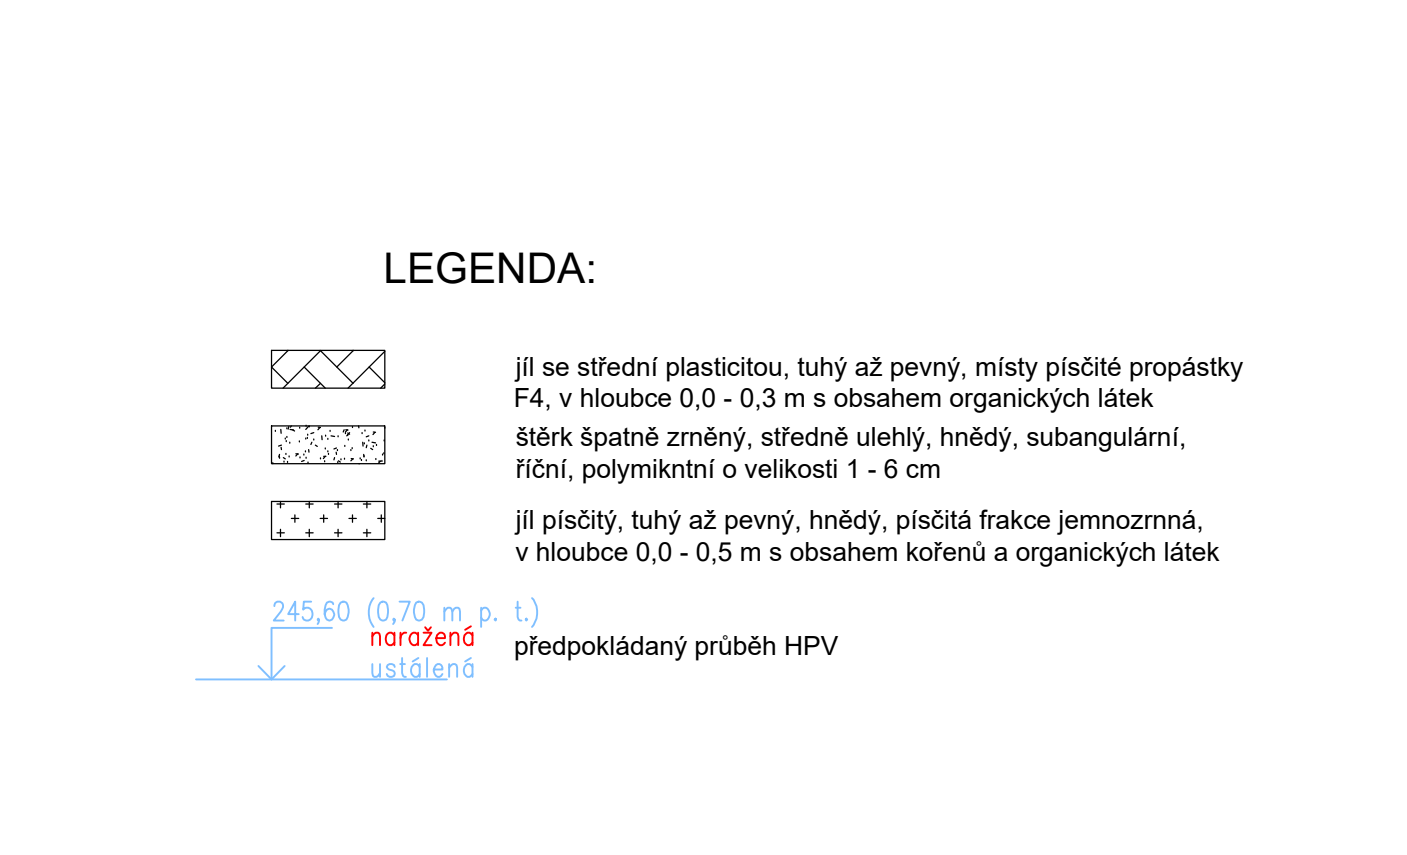 LEGENDA:
jíl se střední plasticitou, tuhý až pevný, místy písčité propástky
F4, v hloubce 0,0 - 0,3 m s obsahem organických látek
štěrk špatně zrněný, středně ulehlý, hnědý, subangulární,
říční, polymikntní o velikosti 1 - 6 cm
jíl písčitý, tuhý až pevný, hnědý, písčitá frakce jemnozrnná,
v hloubce 0,0 - 0,5 m s obsahem kořenů a organických látek
245,60 (0,70 m p. t.)
naražená
ustálená
předpokládaný průběh HPV